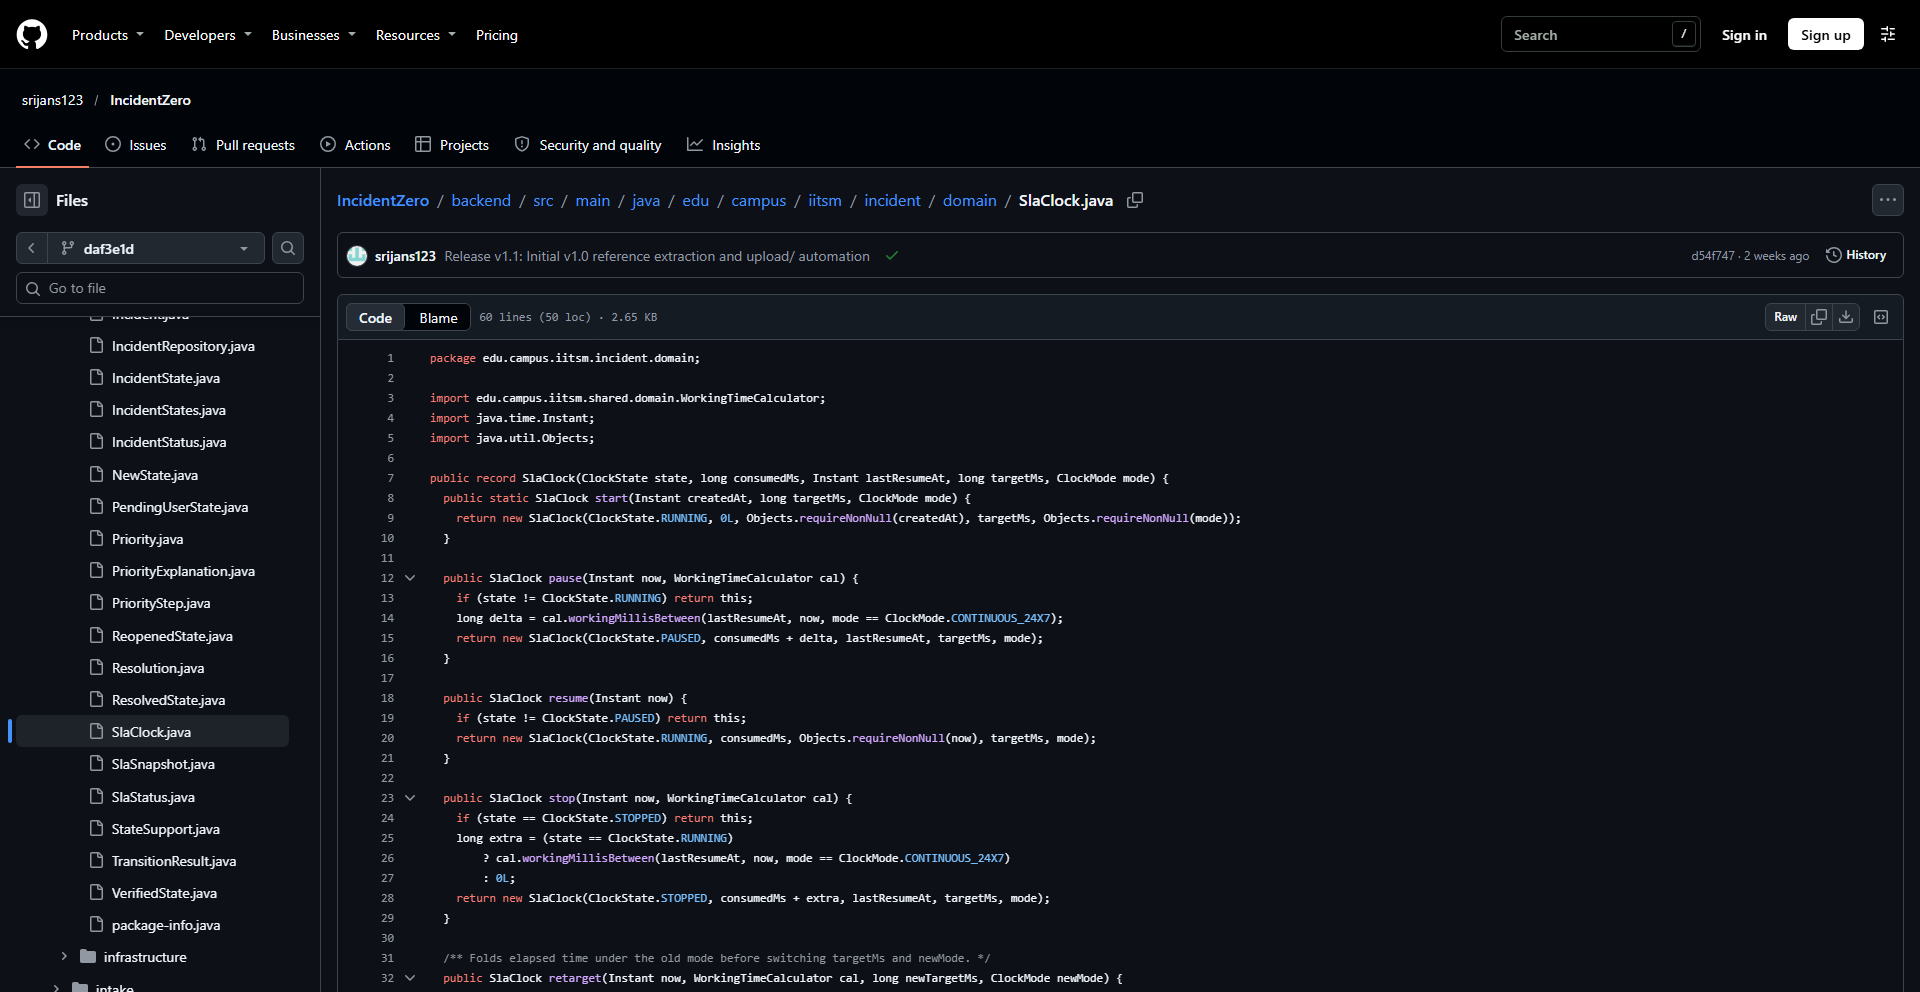 Products Developers Businesses Resources Pricing Search / Sign in Sign up
srijans123 / IncidentZero
Code Issues Pull requests Actions Projects Security and quality Insights
Files
daf3e1d
Go to file
Incident.java
IncidentRepository.java
IncidentState.java
IncidentStates.java
IncidentStatus.java
NewState.java
PendingUserState.java
Priority.java
PriorityExplanation.java
PriorityStep.java
ReopenedState.java
Resolution.java
ResolvedState.java
SlaClock.java
SlaSnapshot.java
SlaStatus.java
StateSupport.java
TransitionResult.java
VerifiedState.java
package-info.java
infrastructure
intake
IncidentZero / backend / src / main / java / edu / campus / iitsm / incident / domain / SlaClock.java
srijans123 Release v1.1: Initial v1.0 reference extraction and upload/ automation d54f747 · 2 weeks ago History
Code Blame 60 lines (50 loc) · 2.65 KB Raw
1 package edu.campus.iitsm.incident.domain;
2
3 import edu.campus.iitsm.shared.domain.WorkingTimeCalculator;
4 import java.time.Instant;
5 import java.util.Objects;
6
7 public record SlaClock(ClockState state, long consumedMs, Instant lastResumeAt, long targetMs, ClockMode mode) {
8 public static SlaClock start(Instant createdAt, long targetMs, ClockMode mode) {
9 return new SlaClock(ClockState.RUNNING, 0L, Objects.requireNonNull(createdAt), targetMs, Objects.requireNonNull(mode));
10 }
11
12 public SlaClock pause(Instant now, WorkingTimeCalculator cal) {
13 if (state != ClockState.RUNNING) return this;
14 long delta = cal.workingMillisBetween(lastResumeAt, now, mode == ClockMode.CONTINUOUS_24X7);
15 return new SlaClock(ClockState.PAUSED, consumedMs + delta, lastResumeAt, targetMs, mode);
16 }
17
18 public SlaClock resume(Instant now) {
19 if (state != ClockState.PAUSED) return this;
20 return new SlaClock(ClockState.RUNNING, consumedMs, Objects.requireNonNull(now), targetMs, mode);
21 }
22
23 public SlaClock stop(Instant now, WorkingTimeCalculator cal) {
24 if (state == ClockState.STOPPED) return this;
25 long extra = (state == ClockState.RUNNING)
26 ? cal.workingMillisBetween(lastResumeAt, now, mode == ClockMode.CONTINUOUS_24X7)
27 : 0L;
28 return new SlaClock(ClockState.STOPPED, consumedMs + extra, lastResumeAt, targetMs, mode);
29 }
30
31 /** Folds elapsed time under the old mode before switching targetMs and newMode. */
32 public SlaClock retarget(Instant now, WorkingTimeCalculator cal, long newTargetMs, ClockMode newMode) {